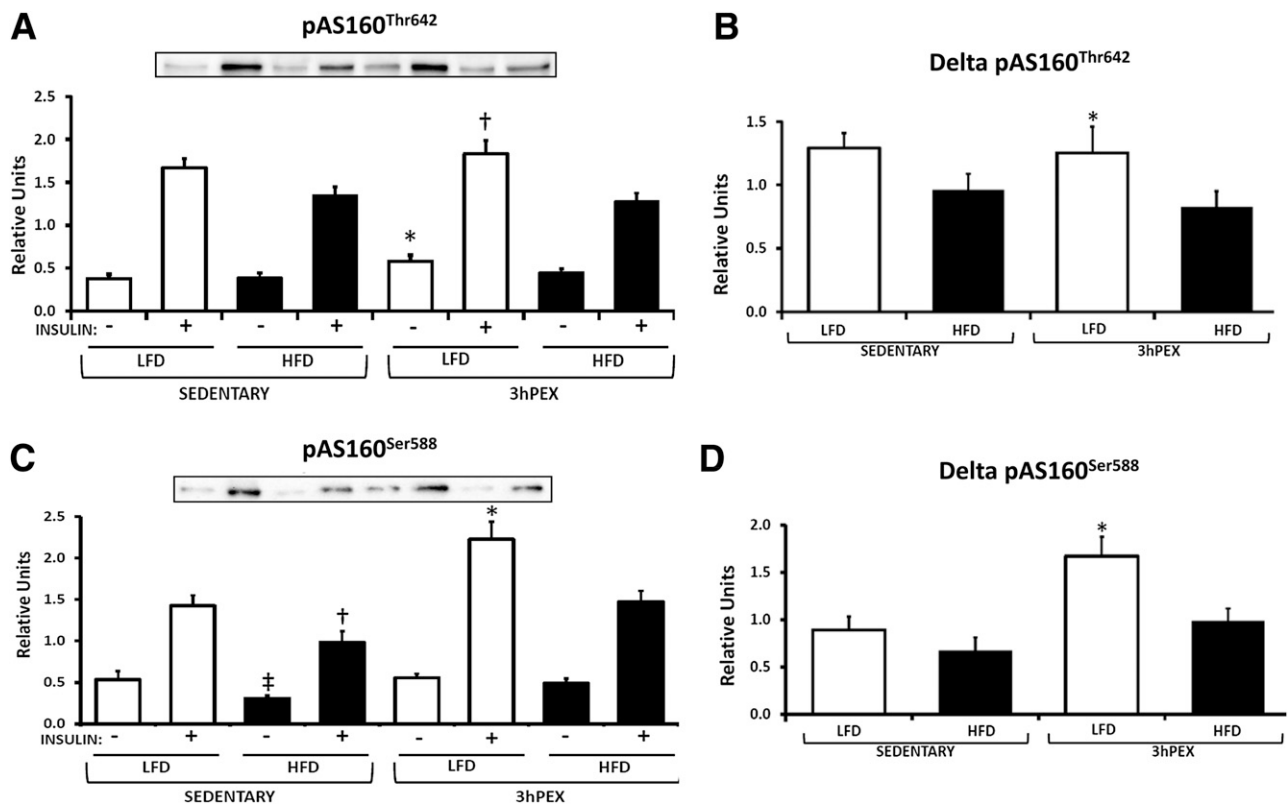 A
pAS160Thr642
2.5
2.0
1.5
1.0
0.5
0.0
Relative Units
†
*
INSULIN: - + - + - + - +
LFD HFD LFD HFD
SEDENTARY 3hPEX
B
Delta pAS160Thr642
1.5
1.0
0.5
0.0
Relative Units
*
LFD HFD LFD HFD
SEDENTARY 3hPEX
C
pAS160Ser588
2.5
2.0
1.5
1.0
0.5
0.0
Relative Units
*
†
‡
INSULIN: - + - + - + - +
LFD HFD LFD HFD
SEDENTARY 3hPEX
D
Delta pAS160Ser588
2.0
1.5
1.0
0.5
0.0
Relative Units
*
LFD HFD LFD HFD
SEDENTARY 3hPEX